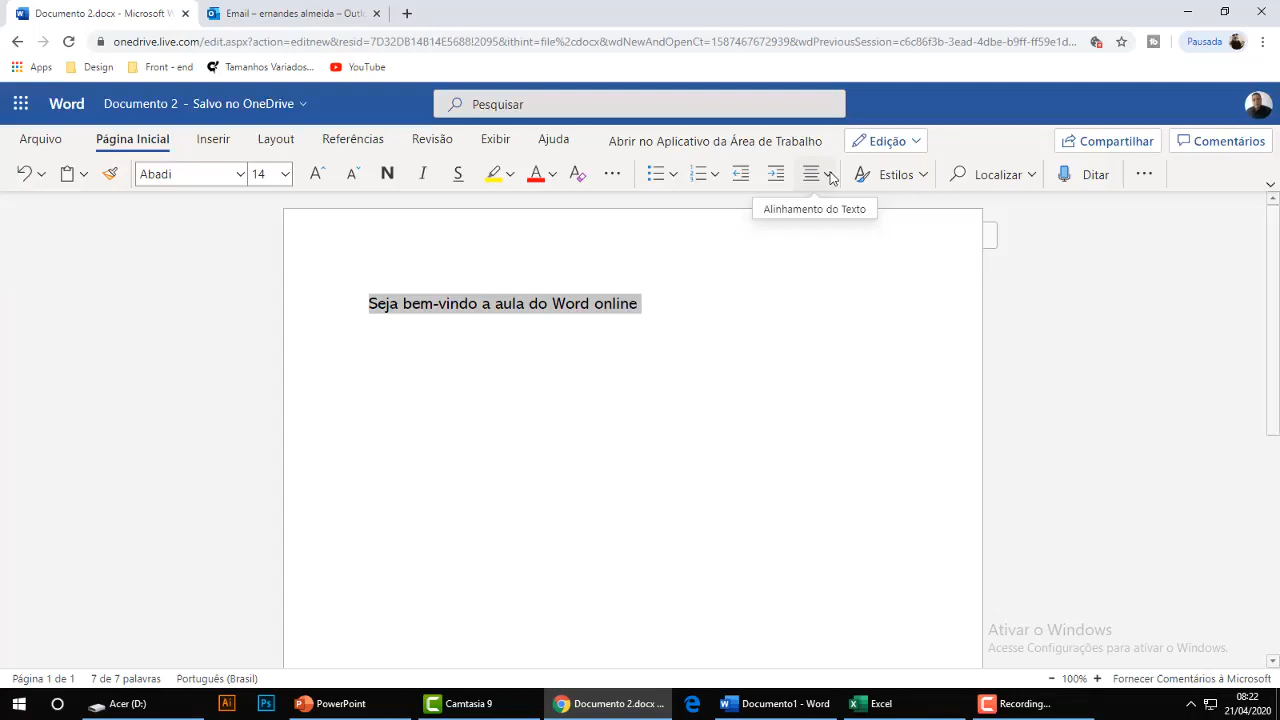 Documento 2.docx - Microsoft W
Email – ernandes almeida – Outl
onedrive.live.com/edit.aspx?action=editnew&resid=7D32DB14B14E5688!2095&ithint=file%2cdocx&wdNewAndOpenCt=1587467672939&wdPreviousSession=c6c86f3b-3ead-4dbe-b9ff-ff59e1d...
Pausada
Apps
Design
Front - end
Tamanhos Variados...
YouTube
Word
Documento 2 - Salvo no OneDrive
Pesquisar
Arquivo
Página Inicial
Inserir
Layout
Referências
Revisão
Exibir
Ajuda
Abrir no Aplicativo da Área de Trabalho
Edição
Compartilhar
Comentários
Abadi
14
N
I
S
Estilos
Localizar
Ditar
Alinhamento do Texto
Seja bem-vindo a aula do Word online
Ativar o Windows
Acesse Configurações para ativar o Windows.
Página 1 de 1
7 de 7 palavras
Português (Brasil)
100%
Fornecer Comentários à Microsoft
Acer (D:)
Ai
Ps
PowerPoint
Camtasia 9
Documento 2.docx ...
Documento1 - Word
Excel
Recording...
08:22
21/04/2020